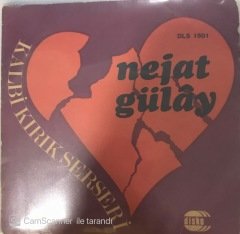 DLS 1501
nejat
gülây
KALBİ KIRIK SERSERİ
CamScanner ile tarandı